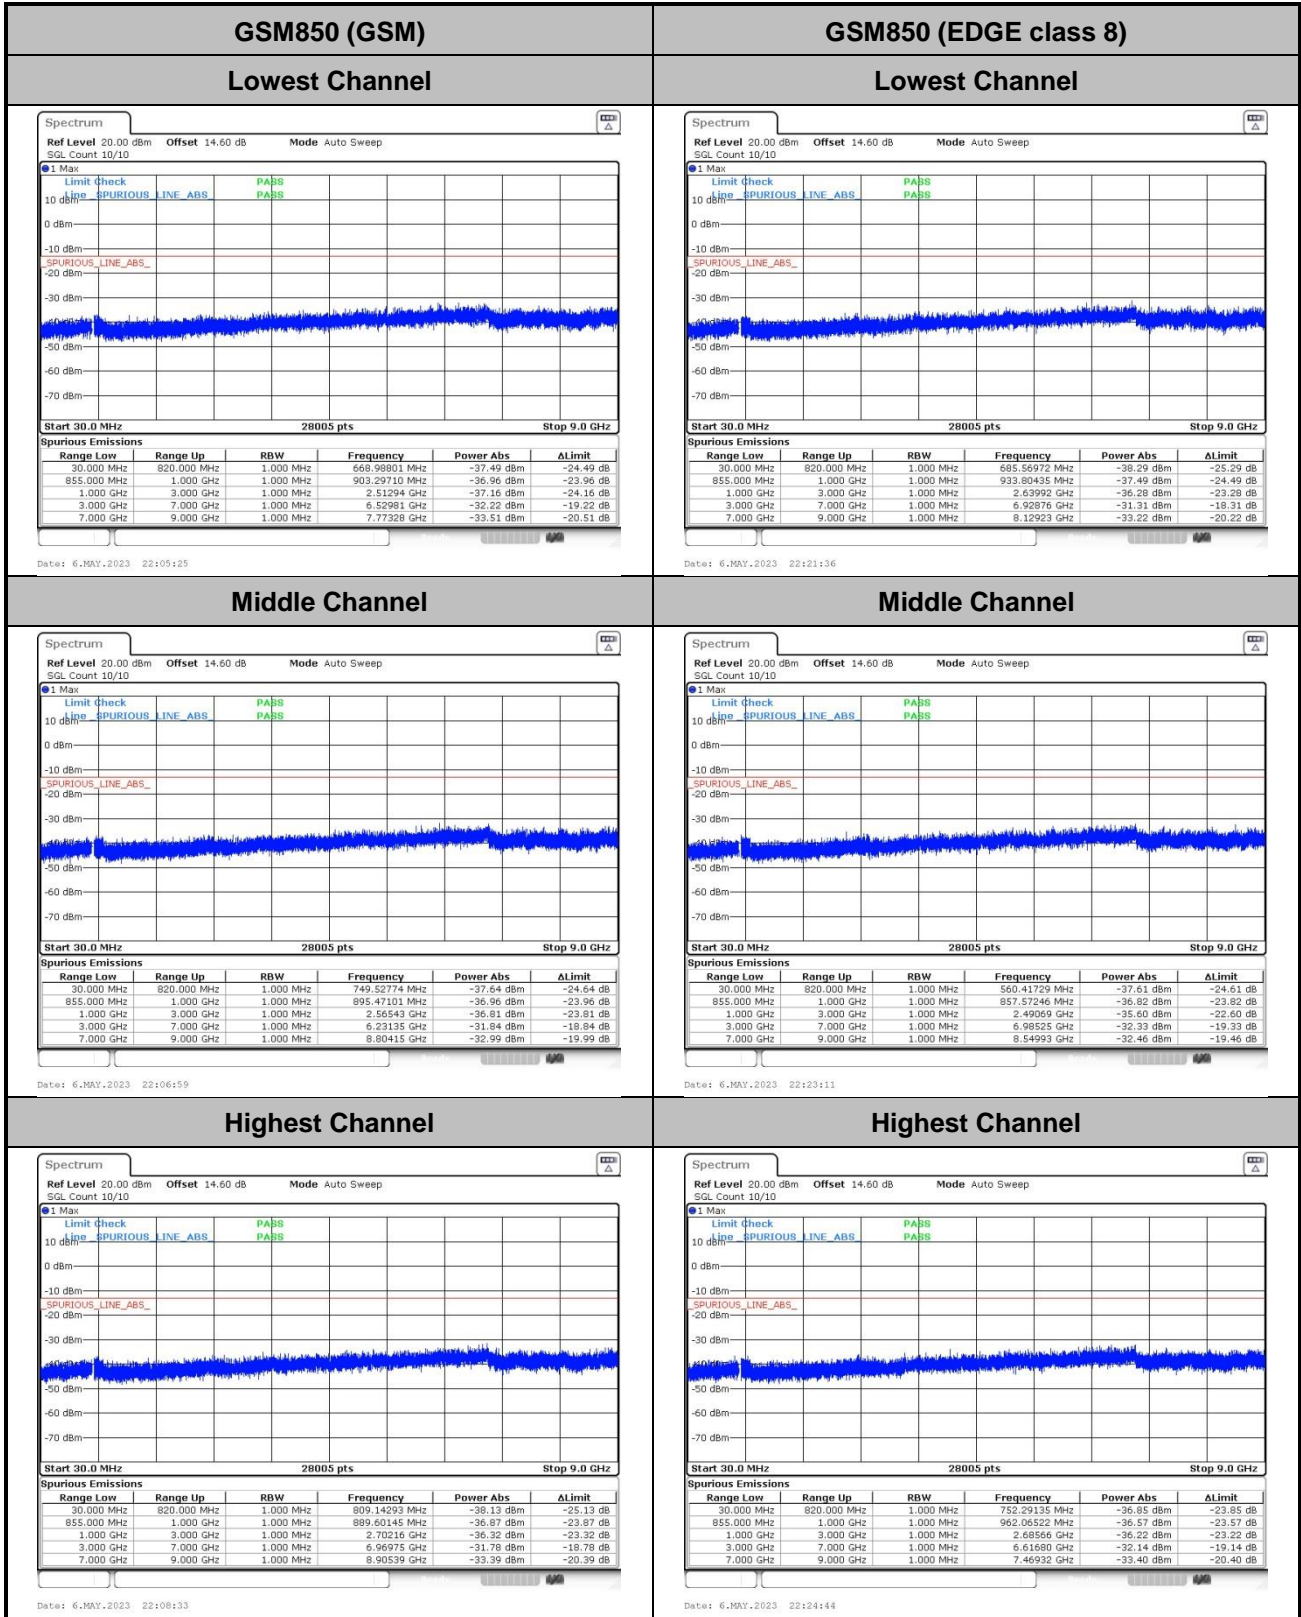 GSM850 (GSM)
GSM850 (EDGE class 8)
Lowest Channel
Lowest Channel
Spectrum
Ref Level 20.00 dBm Offset 14.60 dB Mode Auto Sweep
SGL Count 10/10
1 Max
Limit Check PASS
Line _SPURIOUS_LINE_ABS_ PASS
10 dBm
0 dBm
-10 dBm
_SPURIOUS_LINE_ABS_
-20 dBm
-30 dBm
-50 dBm
-60 dBm
-70 dBm
Start 30.0 MHz 28005 pts Stop 9.0 GHz
Spurious Emissions
Range Low Range Up RBW Frequency Power Abs ΔLimit
30.000 MHz 820.000 MHz 1.000 MHz 668.98801 MHz -37.49 dBm -24.49 dB
855.000 MHz 1.000 GHz 1.000 MHz 903.29710 MHz -36.96 dBm -23.96 dB
1.000 GHz 3.000 GHz 1.000 MHz 2.51294 GHz -37.16 dBm -24.16 dB
3.000 GHz 7.000 GHz 1.000 MHz 6.52981 GHz -32.22 dBm -19.22 dB
7.000 GHz 9.000 GHz 1.000 MHz 7.77328 GHz -33.51 dBm -20.51 dB
Date: 6.MAY.2023 22:05:25
Spectrum
Ref Level 20.00 dBm Offset 14.60 dB Mode Auto Sweep
SGL Count 10/10
1 Max
Limit Check PASS
Line _SPURIOUS_LINE_ABS_ PASS
10 dBm
0 dBm
-10 dBm
_SPURIOUS_LINE_ABS_
-20 dBm
-30 dBm
-50 dBm
-60 dBm
-70 dBm
Start 30.0 MHz 28005 pts Stop 9.0 GHz
Spurious Emissions
Range Low Range Up RBW Frequency Power Abs ΔLimit
30.000 MHz 820.000 MHz 1.000 MHz 685.56972 MHz -38.29 dBm -25.29 dB
855.000 MHz 1.000 GHz 1.000 MHz 933.80435 MHz -37.49 dBm -24.49 dB
1.000 GHz 3.000 GHz 1.000 MHz 2.63992 GHz -36.28 dBm -23.28 dB
3.000 GHz 7.000 GHz 1.000 MHz 6.92876 GHz -31.31 dBm -18.31 dB
7.000 GHz 9.000 GHz 1.000 MHz 8.12923 GHz -33.22 dBm -20.22 dB
Date: 6.MAY.2023 22:21:36
Middle Channel
Middle Channel
Spectrum
Ref Level 20.00 dBm Offset 14.60 dB Mode Auto Sweep
SGL Count 10/10
1 Max
Limit Check PASS
Line _SPURIOUS_LINE_ABS_ PASS
10 dBm
0 dBm
-10 dBm
_SPURIOUS_LINE_ABS_
-20 dBm
-30 dBm
-50 dBm
-60 dBm
-70 dBm
Start 30.0 MHz 28005 pts Stop 9.0 GHz
Spurious Emissions
Range Low Range Up RBW Frequency Power Abs ΔLimit
30.000 MHz 820.000 MHz 1.000 MHz 749.52774 MHz -37.64 dBm -24.64 dB
855.000 MHz 1.000 GHz 1.000 MHz 895.47101 MHz -36.96 dBm -23.96 dB
1.000 GHz 3.000 GHz 1.000 MHz 2.56543 GHz -36.81 dBm -23.81 dB
3.000 GHz 7.000 GHz 1.000 MHz 6.23135 GHz -31.84 dBm -18.84 dB
7.000 GHz 9.000 GHz 1.000 MHz 8.80415 GHz -32.99 dBm -19.99 dB
Date: 6.MAY.2023 22:06:59
Spectrum
Ref Level 20.00 dBm Offset 14.60 dB Mode Auto Sweep
SGL Count 10/10
1 Max
Limit Check PASS
Line _SPURIOUS_LINE_ABS_ PASS
10 dBm
0 dBm
-10 dBm
_SPURIOUS_LINE_ABS_
-20 dBm
-30 dBm
-50 dBm
-60 dBm
-70 dBm
Start 30.0 MHz 28005 pts Stop 9.0 GHz
Spurious Emissions
Range Low Range Up RBW Frequency Power Abs ΔLimit
30.000 MHz 820.000 MHz 1.000 MHz 560.41729 MHz -37.61 dBm -24.61 dB
855.000 MHz 1.000 GHz 1.000 MHz 857.57246 MHz -36.82 dBm -23.82 dB
1.000 GHz 3.000 GHz 1.000 MHz 2.49069 GHz -35.60 dBm -22.60 dB
3.000 GHz 7.000 GHz 1.000 MHz 6.98525 GHz -32.33 dBm -19.33 dB
7.000 GHz 9.000 GHz 1.000 MHz 8.54993 GHz -32.46 dBm -19.46 dB
Date: 6.MAY.2023 22:23:11
Highest Channel
Highest Channel
Spectrum
Ref Level 20.00 dBm Offset 14.60 dB Mode Auto Sweep
SGL Count 10/10
1 Max
Limit Check PASS
Line _SPURIOUS_LINE_ABS_ PASS
10 dBm
0 dBm
-10 dBm
_SPURIOUS_LINE_ABS_
-20 dBm
-30 dBm
-50 dBm
-60 dBm
-70 dBm
Start 30.0 MHz 28005 pts Stop 9.0 GHz
Spurious Emissions
Range Low Range Up RBW Frequency Power Abs ΔLimit
30.000 MHz 820.000 MHz 1.000 MHz 809.14293 MHz -38.13 dBm -25.13 dB
855.000 MHz 1.000 GHz 1.000 MHz 889.60145 MHz -36.87 dBm -23.87 dB
1.000 GHz 3.000 GHz 1.000 MHz 2.70216 GHz -36.32 dBm -23.32 dB
3.000 GHz 7.000 GHz 1.000 MHz 6.96975 GHz -31.78 dBm -18.78 dB
7.000 GHz 9.000 GHz 1.000 MHz 8.90539 GHz -33.39 dBm -20.39 dB
Date: 6.MAY.2023 22:08:33
Spectrum
Ref Level 20.00 dBm Offset 14.60 dB Mode Auto Sweep
SGL Count 10/10
1 Max
Limit Check PASS
Line _SPURIOUS_LINE_ABS_ PASS
10 dBm
0 dBm
-10 dBm
_SPURIOUS_LINE_ABS_
-20 dBm
-30 dBm
-50 dBm
-60 dBm
-70 dBm
Start 30.0 MHz 28005 pts Stop 9.0 GHz
Spurious Emissions
Range Low Range Up RBW Frequency Power Abs ΔLimit
30.000 MHz 820.000 MHz 1.000 MHz 752.29135 MHz -36.85 dBm -23.85 dB
855.000 MHz 1.000 GHz 1.000 MHz 962.06522 MHz -36.57 dBm -23.57 dB
1.000 GHz 3.000 GHz 1.000 MHz 2.68566 GHz -36.22 dBm -23.22 dB
3.000 GHz 7.000 GHz 1.000 MHz 6.61680 GHz -32.14 dBm -19.14 dB
7.000 GHz 9.000 GHz 1.000 MHz 7.46932 GHz -33.40 dBm -20.40 dB
Date: 6.MAY.2023 22:24:44